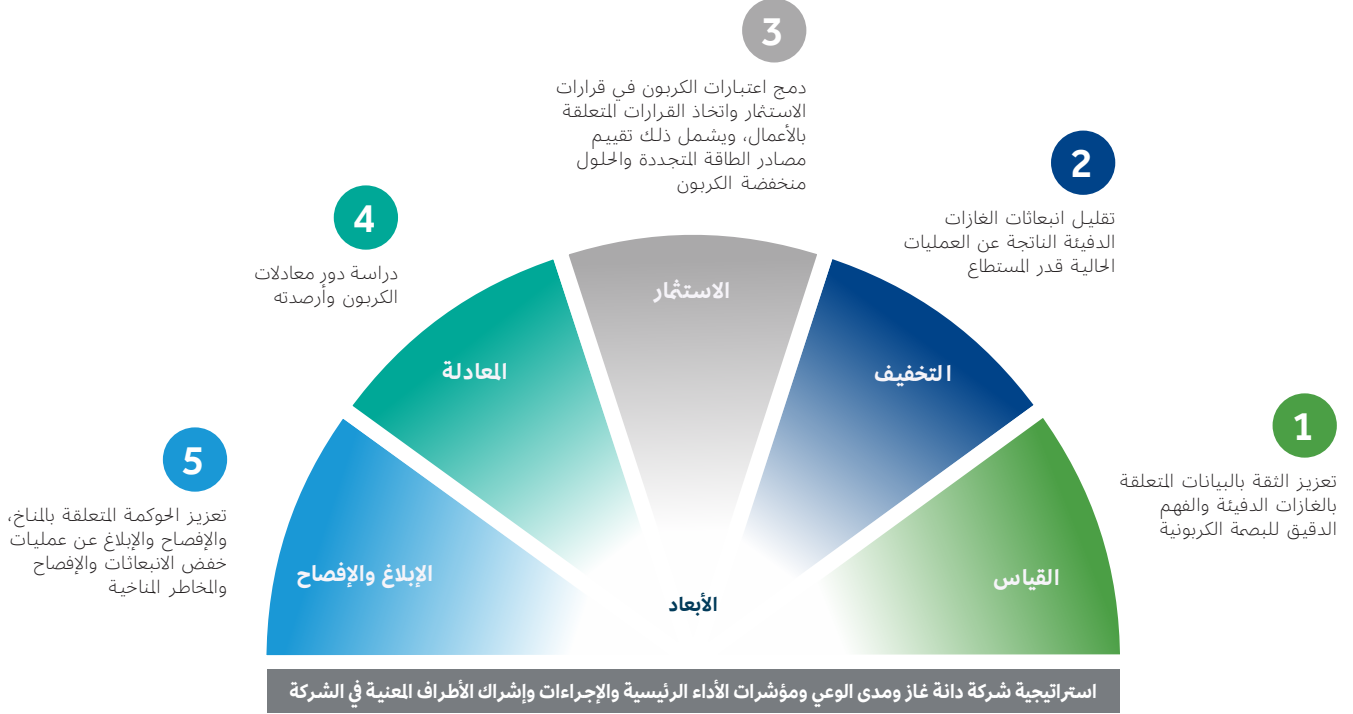 3
دمج اعتبارات الكربون في قرارات
الاستثمار واتخاذ القرارات المتعلقة
بالأعمال، ويشمل ذلك تقييم
مصادر الطاقة المتجددة والحلول
منخفضة الكربون
2
تقليل انبعاثات الغازات
الدفيئة الناتجة عن العمليات
الحالية قدر المستطاع
4
دراسة دور معادلات
الكربون وأرصدته
1
تعزيز الثقة بالبيانات المتعلقة
بالغازات الدفيئة والفهم
الدقيق للبصمة الكربونية
5
تعزيز الحوكمة المتعلقة بالمناخ،
والإفصاح والإبلاغ عن عمليات
خفض الانبعاثات والإفصاح
والمخاطر المناخية
القياس
التخفيف
الاستثمار
المعادلة
الإبلاغ والإفصاح
الأبعاد
استراتيجية شركة دانة غاز ومدى الوعي ومؤشرات الأداء الرئيسية والإجراءات وإشراك الأطراف المعنية في الشركة